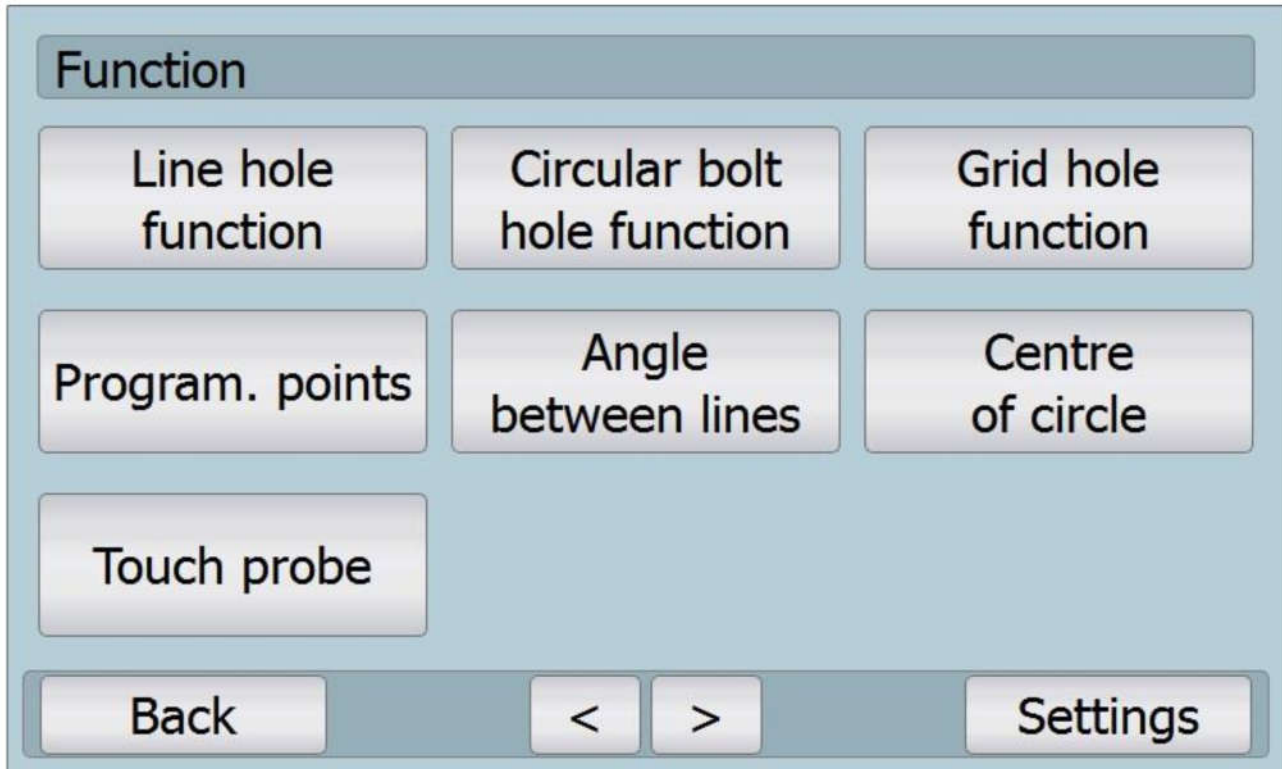 Function
Line hole
function
Circular bolt
hole function
Grid hole
function
Program. points
Angle
between lines
Centre
of circle
Touch probe
Back
<
>
Settings